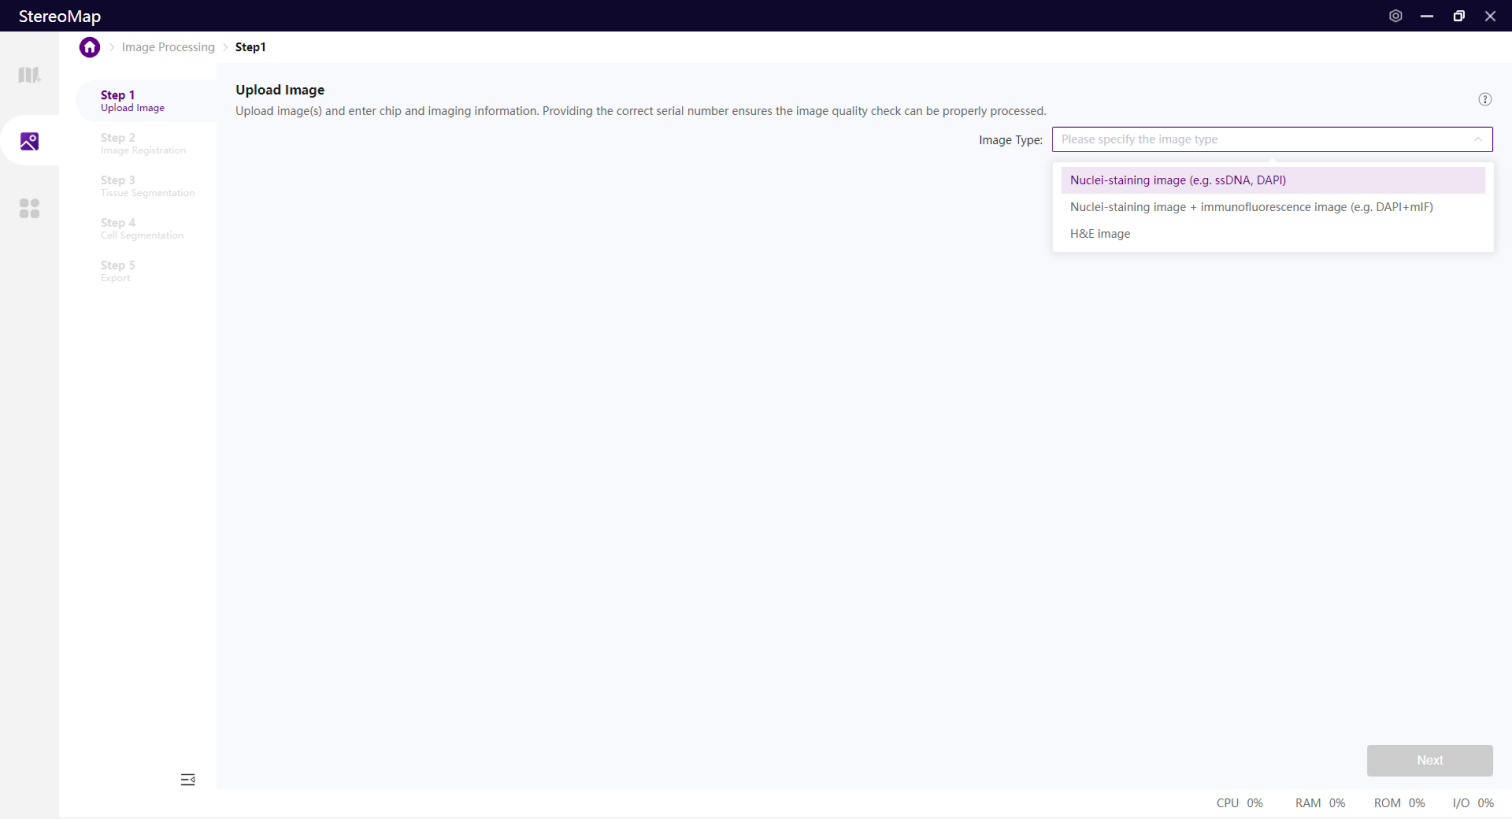 StereoMap
Image Processing > Step1
Step 1
Upload Image
Step 2
Image Registration
Step 3
Tissue Segmentation
Step 4
Cell Segmentation
Step 5
Export
Upload Image
Upload image(s) and enter chip and imaging information. Providing the correct serial number ensures the image quality check can be properly processed.
Image Type: Please specify the image type
Nuclei-staining image (e.g. ssDNA, DAPI)
Nuclei-staining image + immunofluorescence image (e.g. DAPI+mIF)
H&E image
Next
CPU 0% RAM 0% ROM 0% I/O 0%